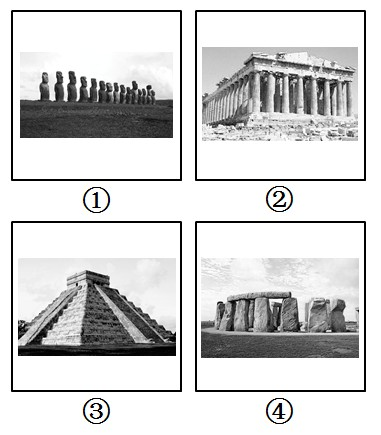 ①
②
③
④